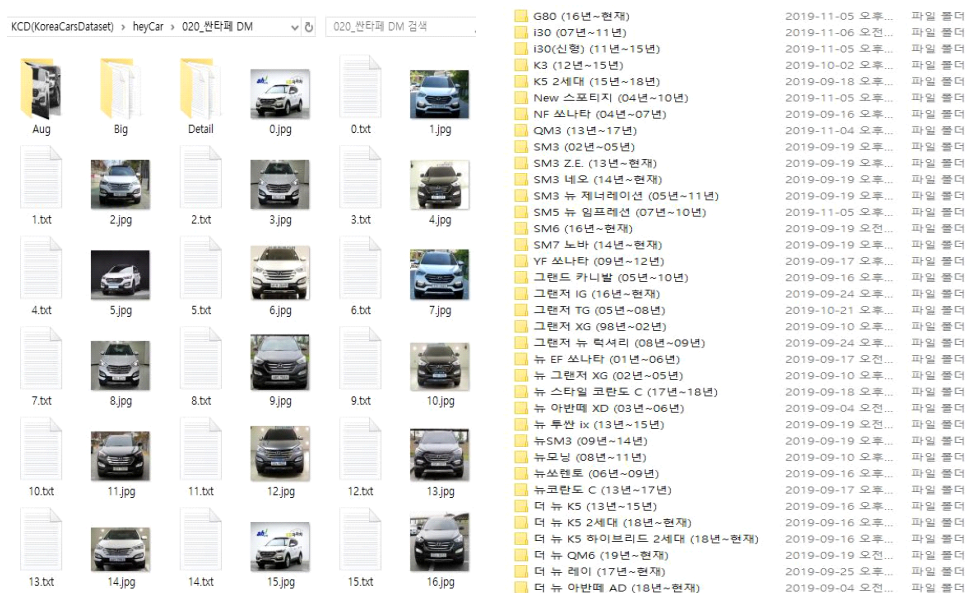 KCD(KoreaCarsDataset) > heyCar > 020_싼타페 DM
020_싼타페 DM 검색
Aug Big Detail 0.jpg 0.txt 1.jpg
1.txt 2.jpg 2.txt 3.jpg 3.txt 4.jpg
4.txt 5.jpg 5.txt 6.jpg 6.txt 7.jpg
7.txt 8.jpg 8.txt 9.jpg 9.txt 10.jpg
10.txt 11.jpg 11.txt 12.jpg 12.txt 13.jpg
13.txt 14.jpg 14.txt 15.jpg 15.txt 16.jpg
G80 (16년~현재) 2019-11-05 오후... 파일 폴더
i30 (07년~11년) 2019-11-06 오전... 파일 폴더
i30(신형) (11년~15년) 2019-11-05 오후... 파일 폴더
K3 (12년~15년) 2019-10-02 오후... 파일 폴더
K5 2세대 (15년~18년) 2019-09-18 오후... 파일 폴더
New 스포티지 (04년~10년) 2019-11-05 오후... 파일 폴더
NF 쏘나타 (04년~07년) 2019-09-16 오후... 파일 폴더
QM3 (13년~17년) 2019-11-04 오후... 파일 폴더
SM3 (02년~05년) 2019-09-19 오후... 파일 폴더
SM3 Z.E. (13년~현재) 2019-09-19 오후... 파일 폴더
SM3 네오 (14년~현재) 2019-09-19 오후... 파일 폴더
SM3 뉴 제너레이션 (05년~11년) 2019-09-19 오후... 파일 폴더
SM5 뉴 임프레션 (07년~10년) 2019-11-05 오후... 파일 폴더
SM6 (16년~현재) 2019-09-19 오전... 파일 폴더
SM7 노바 (14년~현재) 2019-09-19 오후... 파일 폴더
YF 쏘나타 (09년~12년) 2019-09-17 오후... 파일 폴더
그랜드 카니발 (05년~10년) 2019-09-16 오후... 파일 폴더
그랜저 IG (16년~현재) 2019-09-24 오후... 파일 폴더
그랜저 TG (05년~08년) 2019-10-21 오후... 파일 폴더
그랜저 XG (98년~02년) 2019-09-10 오후... 파일 폴더
그랜저 뉴 럭셔리 (08년~09년) 2019-09-24 오후... 파일 폴더
뉴 EF 쏘나타 (01년~06년) 2019-09-17 오전... 파일 폴더
뉴 그랜저 XG (02년~05년) 2019-09-10 오후... 파일 폴더
뉴 스타일 코란도 C (17년~18년) 2019-09-18 오후... 파일 폴더
뉴 아반떼 XD (03년~06년) 2019-09-04 오전... 파일 폴더
뉴 투싼 ix (13년~15년) 2019-09-19 오후... 파일 폴더
뉴SM3 (09년~14년) 2019-09-19 오후... 파일 폴더
뉴모닝 (08년~11년) 2019-09-10 오후... 파일 폴더
뉴쏘렌토 (06년~09년) 2019-09-16 오후... 파일 폴더
뉴코란도 C (13년~17년) 2019-09-17 오전... 파일 폴더
더 뉴 K5 (13년~15년) 2019-09-16 오후... 파일 폴더
더 뉴 K5 2세대 (18년~현재) 2019-09-16 오후... 파일 폴더
더 뉴 K5 하이브리드 2세대 (18년~현재) 2019-09-16 오후... 파일 폴더
더 뉴 QM6 (19년~현재) 2019-09-19 오전... 파일 폴더
더 뉴 레이 (17년~현재) 2019-09-25 오후... 파일 폴더
더 뉴 아반떼 AD (18년~현재) 2019-09-04 오전... 파일 폴더